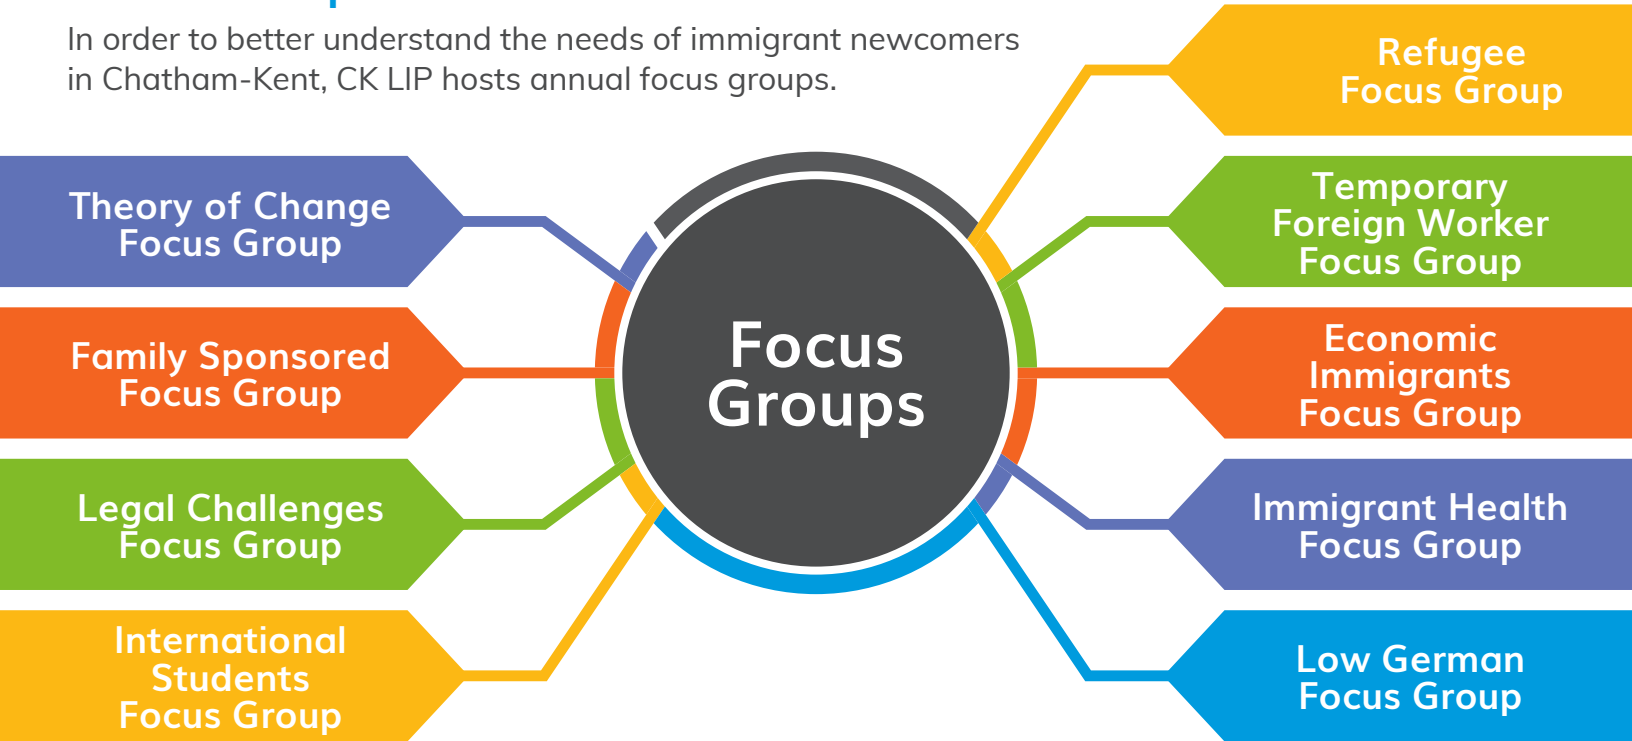 In order to better understand the needs of immigrant newcomers
in Chatham-Kent, CK LIP hosts annual focus groups.
Theory of Change
Focus Group
Family Sponsored
Focus Group
Legal Challenges
Focus Group
International
Students
Focus Group
Focus
Groups
Refugee
Focus Group
Temporary
Foreign Worker
Focus Group
Economic
Immigrants
Focus Group
Immigrant Health
Focus Group
Low German
Focus Group